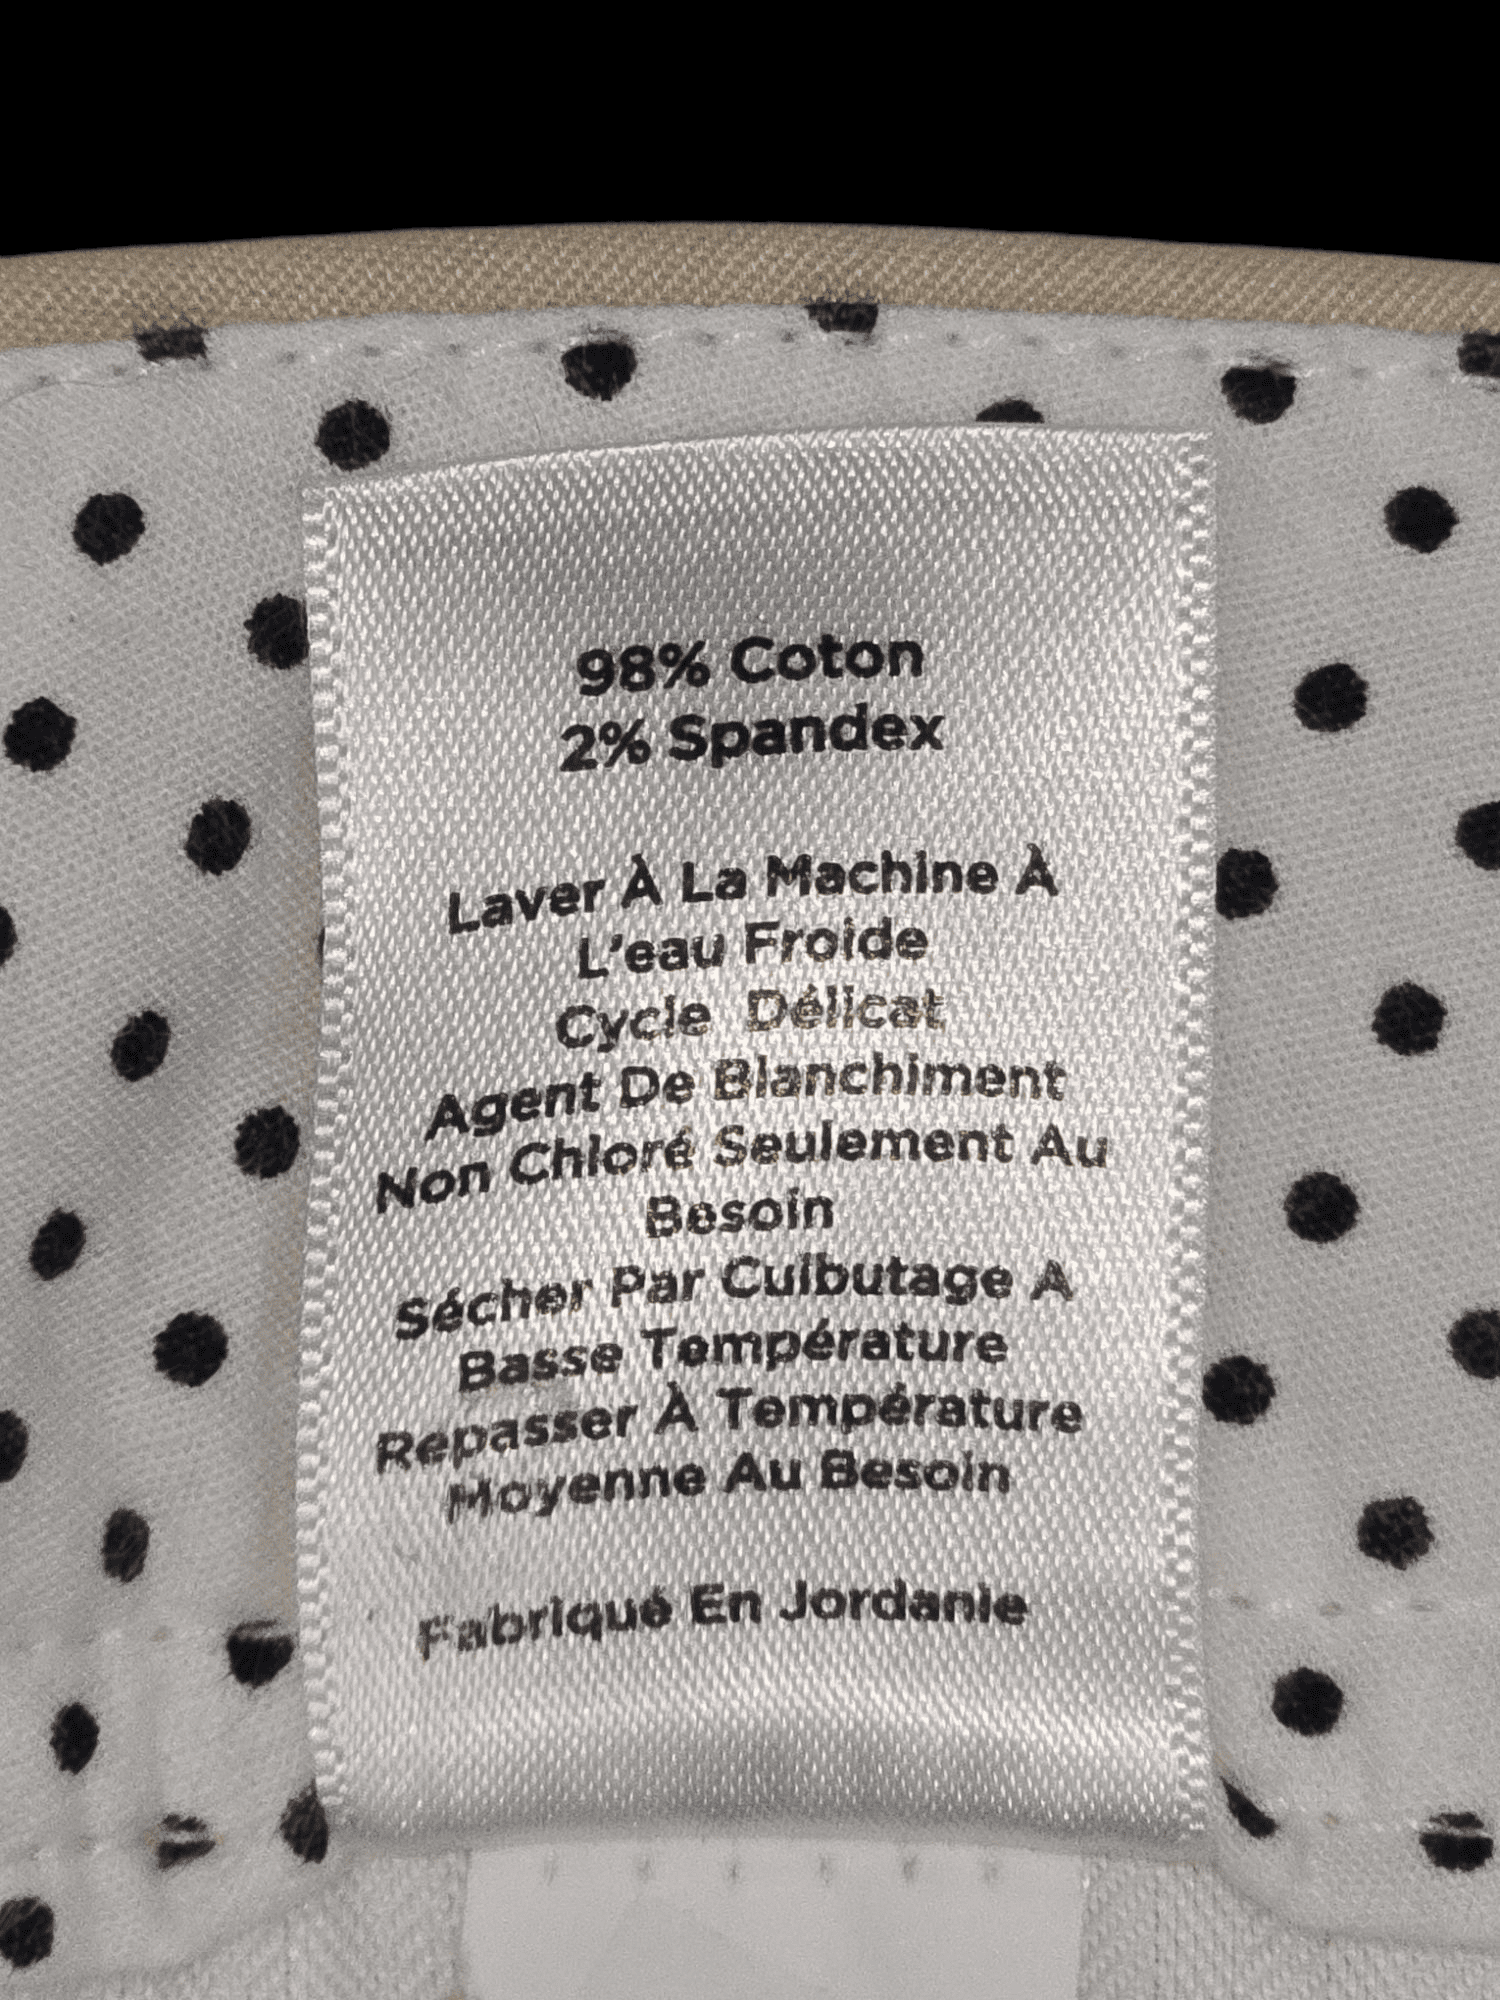 98% Coton
2% Spandex
Laver À La Machine À
L'eau Froide
Cycle Délicat
Agent De Blanchiment
Non Chloré Seulement Au
Besoin
Sécher Par Culbutage A
Basse Température
Repasser À Température
Moyenne Au Besoin
Fabriqué En Jordanie